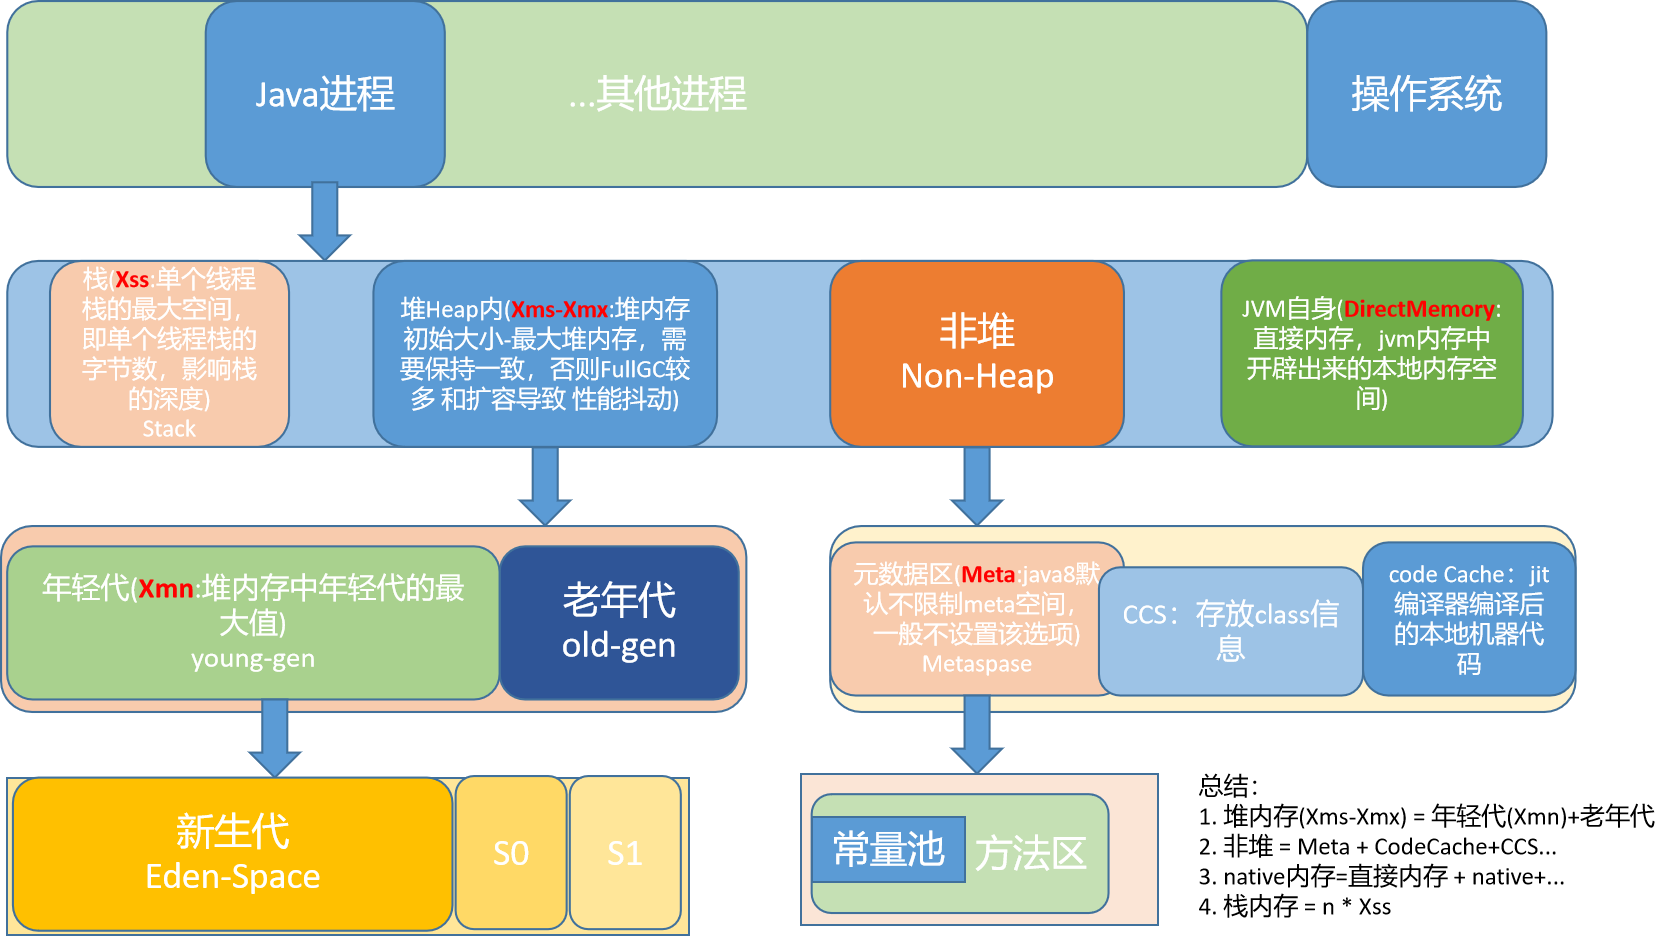 Java进程
...其他进程
操作系统
栈(Xss:单个线程
栈的最大空间，
即单个线程栈的
字节数，影响栈
的深度)
Stack
堆Heap内(Xms-Xmx:堆内存
初始大小-最大堆内存，需
要保持一致，否则FullGC较
多 和扩容导致 性能抖动)
非堆
Non-Heap
JVM自身(DirectMemory:
直接内存，jvm内存中
开辟出来的本地内存空
间)
年轻代(Xmn:堆内存中年轻代的最
大值)
young-gen
老年代
old-gen
元数据区(Meta:java8默
认不限制meta空间，
一般不设置该选项)
Metaspase
CCS：存放class信
息
code Cache：jit
编译器编译后
的本地机器代
码
新生代
Eden-Space
S0
S1
常量池
方法区
总结：
1. 堆内存(Xms-Xmx) = 年轻代(Xmn)+老年代
2. 非堆 = Meta + CodeCache+CCS...
3. native内存=直接内存 + native+...
4. 栈内存 = n * Xss